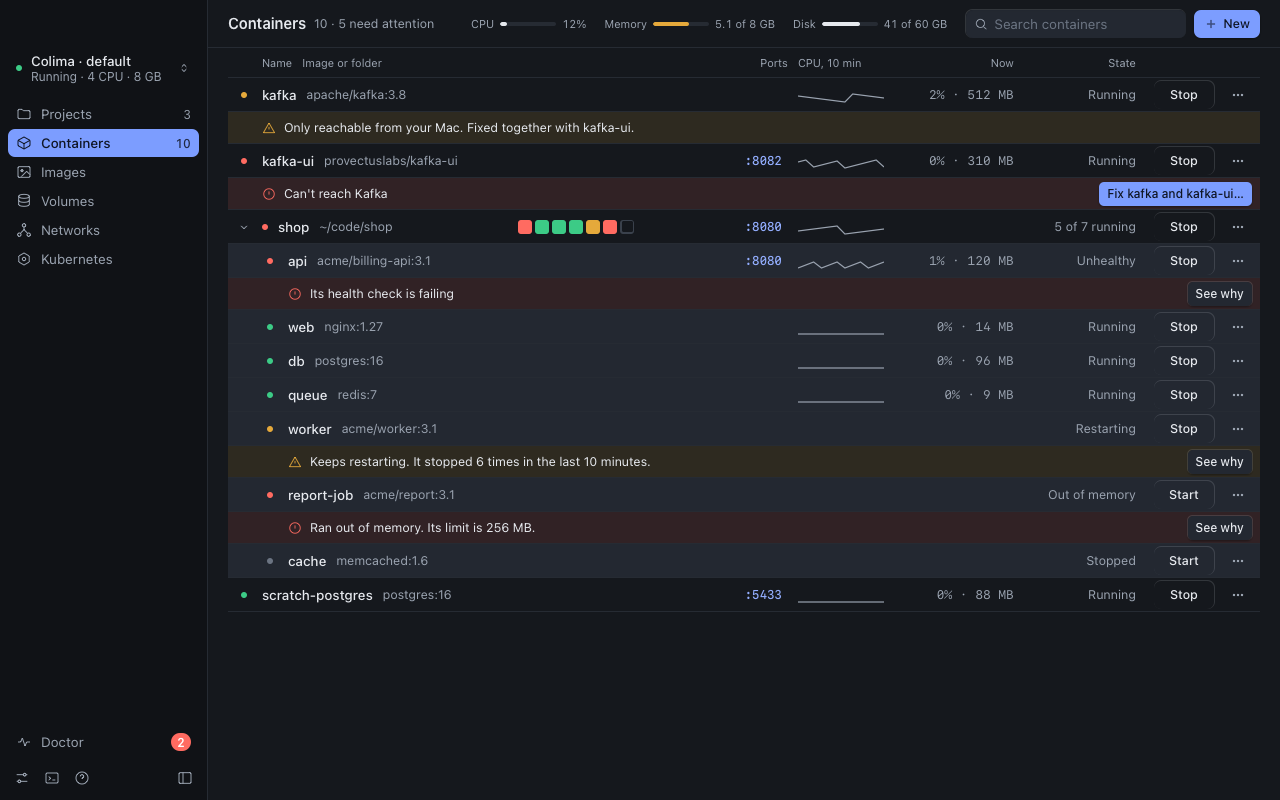 Containers 10 · 5 need attention CPU 12% Memory 5.1 of 8 GB Disk 41 of 60 GB Search containers + New
Colima · default
Running · 4 CPU · 8 GB
Projects 3
Containers 10
Images
Volumes
Networks
Kubernetes
Doctor 2
Name Image or folder Ports CPU, 10 min Now State
kafka apache/kafka:3.8 2% · 512 MB Running Stop
Only reachable from your Mac. Fixed together with kafka-ui.
kafka-ui provectuslabs/kafka-ui :8082 0% · 310 MB Running Stop
Can't reach Kafka Fix kafka and kafka-ui...
shop ~/code/shop :8080 5 of 7 running Stop
api acme/billing-api:3.1 :8080 1% · 120 MB Unhealthy Stop
Its health check is failing See why
web nginx:1.27 0% · 14 MB Running Stop
db postgres:16 0% · 96 MB Running Stop
queue redis:7 0% · 9 MB Running Stop
worker acme/worker:3.1 Restarting Stop
Keeps restarting. It stopped 6 times in the last 10 minutes. See why
report-job acme/report:3.1 Out of memory Start
Ran out of memory. Its limit is 256 MB. See why
cache memcached:1.6 Stopped Start
scratch-postgres postgres:16 :5433 0% · 88 MB Running Stop